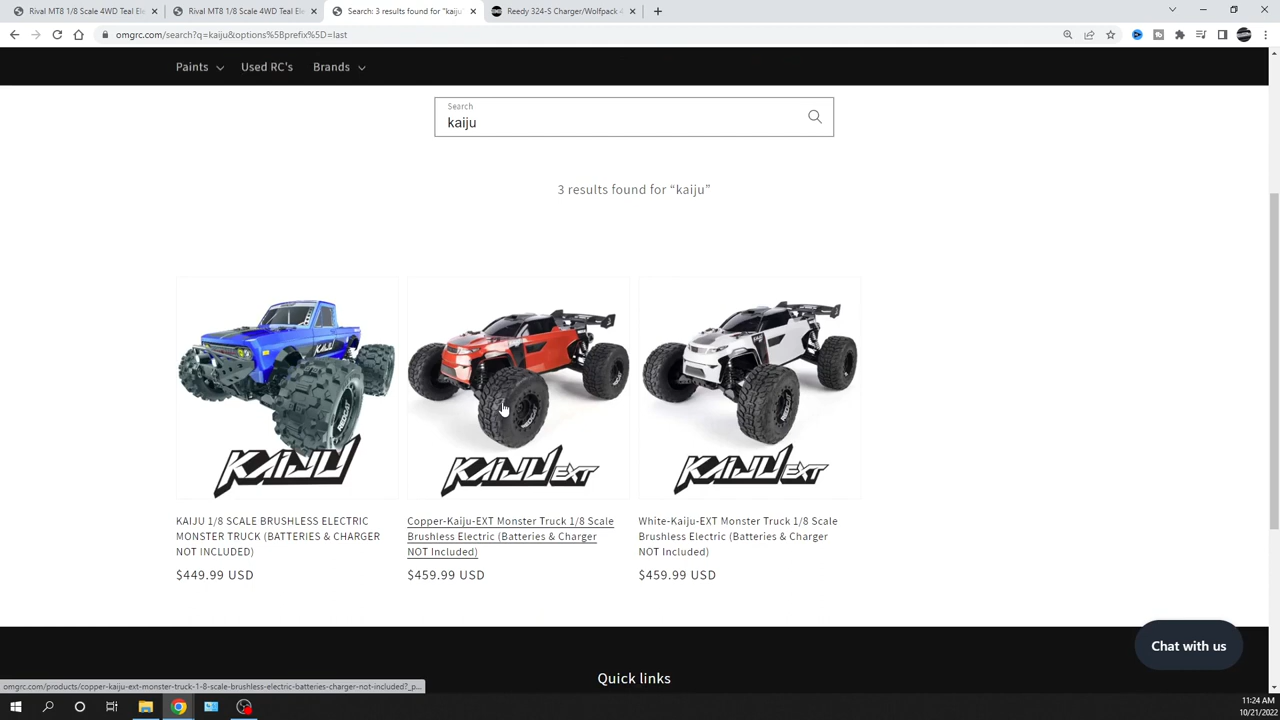 Rival MT8 1/8 Scale 4WD Teal Ele
Rival MT8 1/8 Scale 4WD Teal Ele
Search: 3 results found for "kaiju"
Reedy 324-S Charger/Wolfpack 4
omgrc.com/search?q=kaiju&options%5Bprefix%5D=last
Paints
Used RC's
Brands
Search
kaiju
3 results found for “kaiju”
KAIJU
KAIJU EXT
KAIJU EXT
KAIJU 1/8 SCALE BRUSHLESS ELECTRIC
MONSTER TRUCK (BATTERIES & CHARGER
NOT INCLUDED)
$449.99 USD
Copper-Kaiju-EXT Monster Truck 1/8 Scale
Brushless Electric (Batteries & Charger
NOT Included)
$459.99 USD
White-Kaiju-EXT Monster Truck 1/8 Scale
Brushless Electric (Batteries & Charger
NOT Included)
$459.99 USD
Chat with us
Quick links
omgrc.com/products/copper-kaiju-ext-monster-truck-1-8-scale-brushless-electric-batteries-charger-not-included?_p...
11:24 AM
10/21/2022